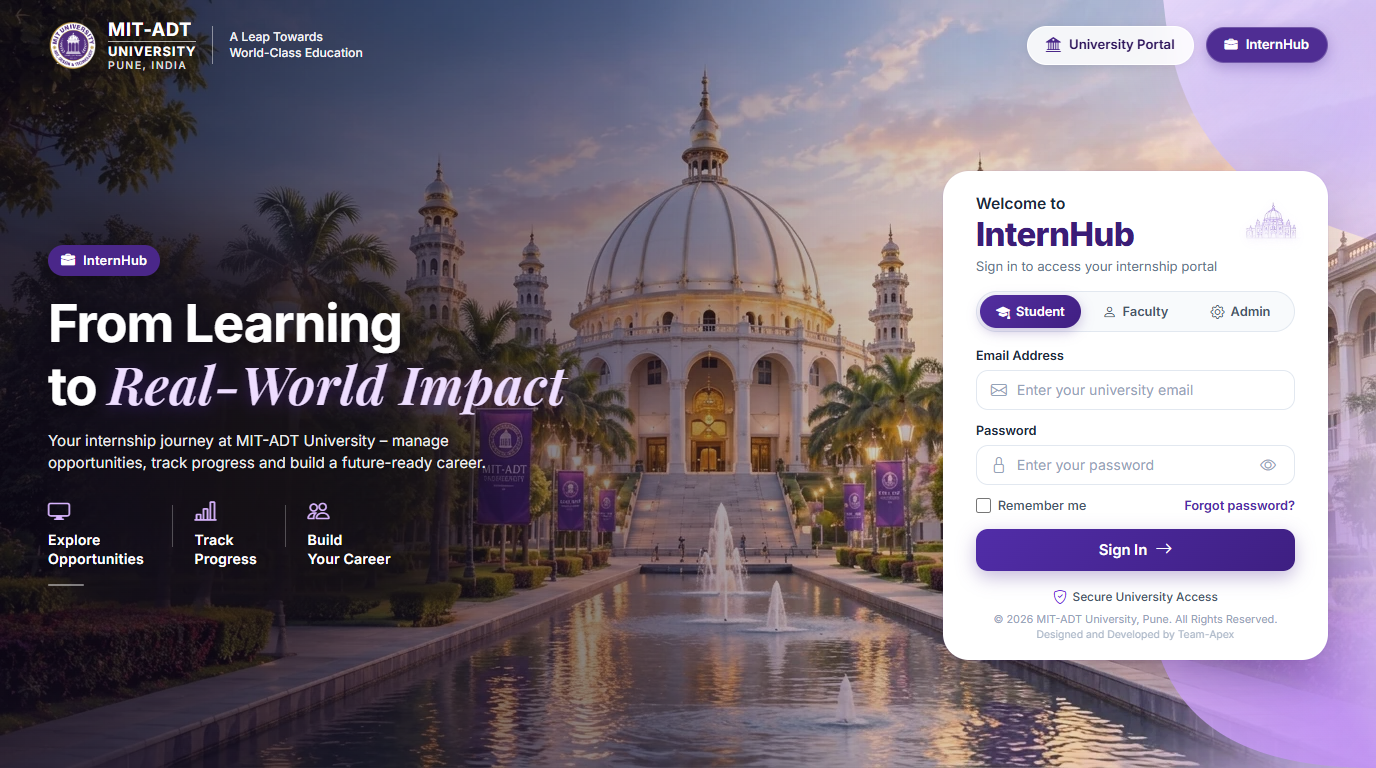 MIT-ADT
UNIVERSITY
PUNE, INDIA
A Leap Towards
World-Class Education
University Portal
InternHub
InternHub
From Learning
to Real-World Impact
Your internship journey at MIT-ADT University – manage
opportunities, track progress and build a future-ready career.
Explore
Opportunities
Track
Progress
Build
Your Career
MIT-ADT
Welcome to
InternHub
Sign in to access your internship portal
Student
Faculty
Admin
Email Address
Enter your university email
Password
Enter your password
Remember me
Forgot password?
Sign In
Secure University Access
© 2026 MIT-ADT University, Pune. All Rights Reserved.
Designed and Developed by Team-Apex